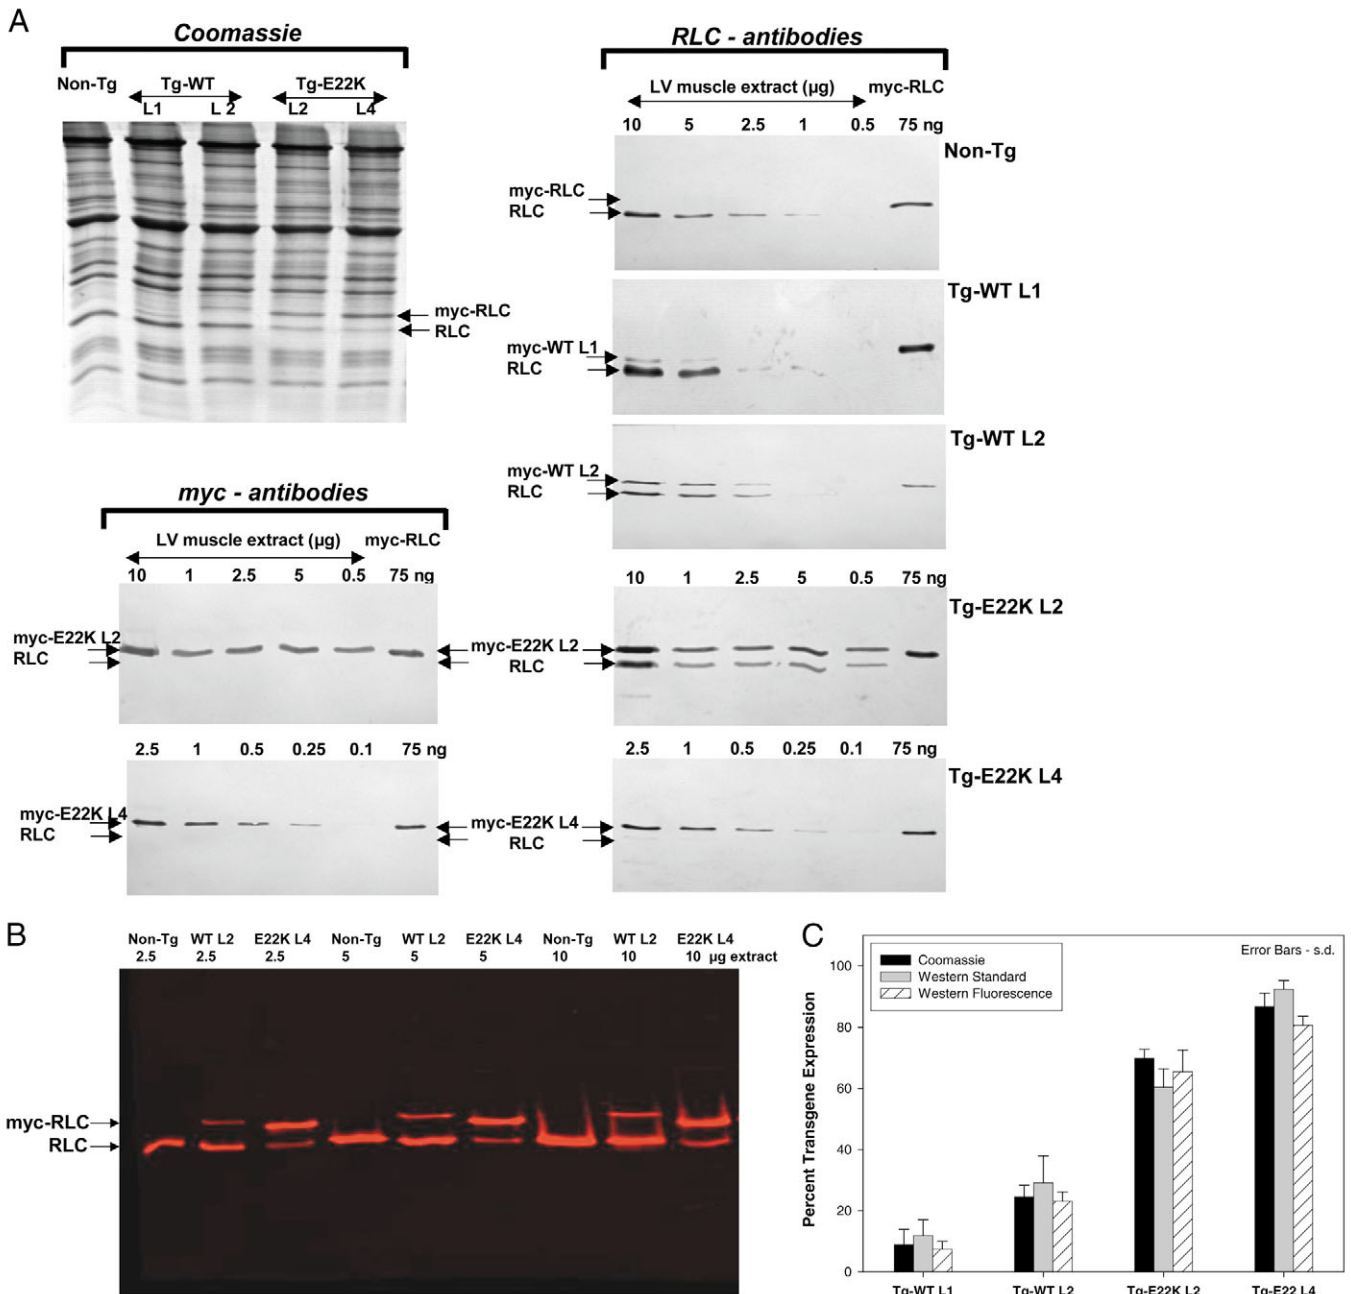 A
Coomassie
Non-Tg Tg-WT Tg-E22K
L1 L 2 L2 L4
myc-RLC
RLC
RLC - antibodies
LV muscle extract (µg) myc-RLC
10 5 2.5 1 0.5 75 ng
Non-Tg
myc-RLC
RLC
Tg-WT L1
myc-WT L1
RLC
Tg-WT L2
myc-WT L2
RLC
myc - antibodies
LV muscle extract (µg) myc-RLC
10 1 2.5 5 0.5 75 ng
myc-E22K L2
RLC
10 1 2.5 5 0.5 75 ng
Tg-E22K L2
myc-E22K L2
RLC
2.5 1 0.5 0.25 0.1 75 ng
myc-E22K L4
RLC
2.5 1 0.5 0.25 0.1 75 ng
Tg-E22K L4
myc-E22K L4
RLC
B
Non-Tg WT L2 E22K L4 Non-Tg WT L2 E22K L4 Non-Tg WT L2 E22K L4
2.5 2.5 2.5 5 5 5 10 10 10 µg extract
myc-RLC
RLC
C
Error Bars - s.d.
Coomassie
Western Standard
Western Fluorescence
Percent Transgene Expression
100
80
60
40
20
0
Tg-WT L1 Tg-WT L2 Tg-E22K L2 Tg-E22 L4